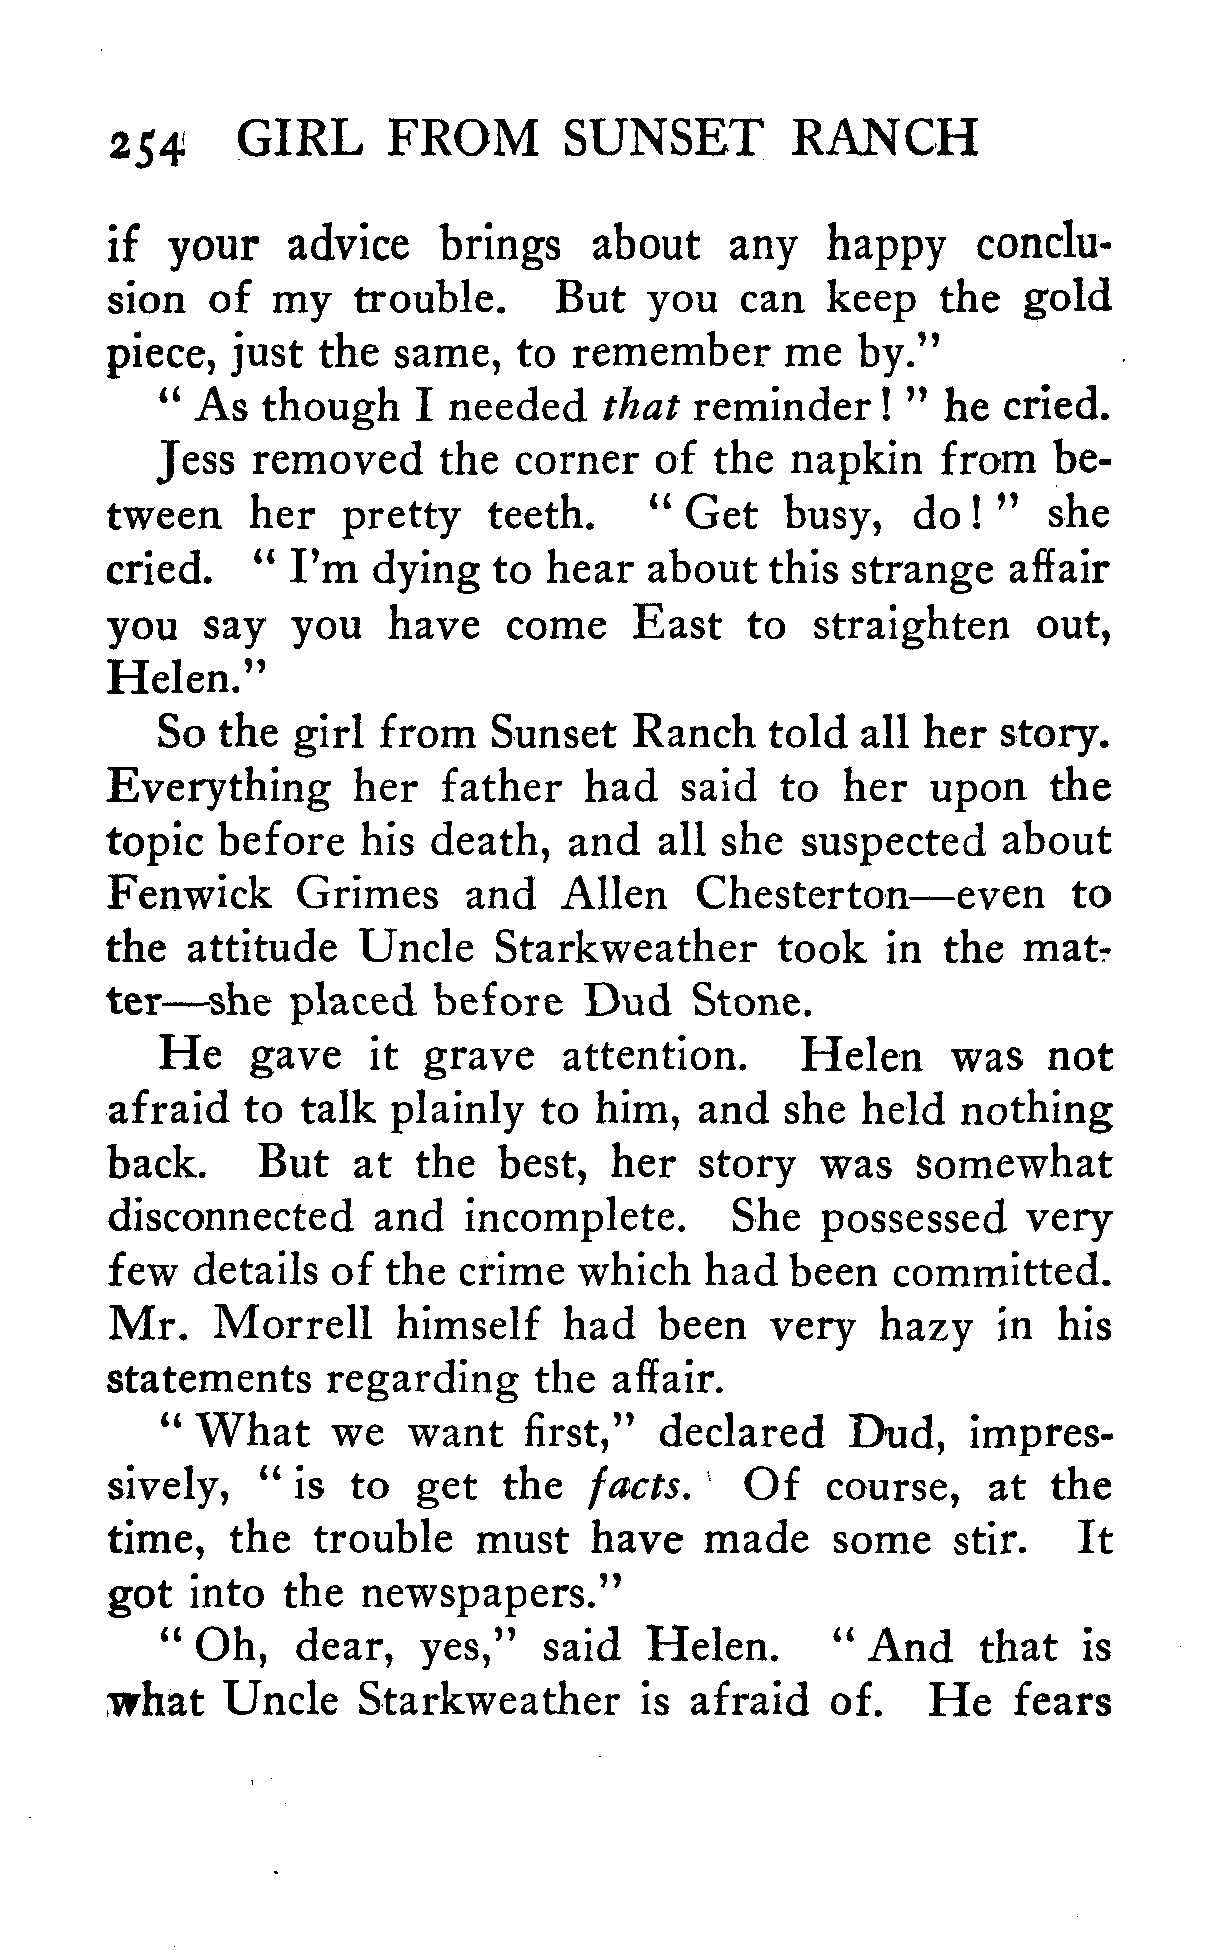 254 GIRL FROM SUNSET RANCH
if your advice brings about any happy conclu-
sion of my trouble. But you can keep the gold
piece, just the same, to remember me by."
" As though I needed that reminder! " he cried.
Jess removed the corner of the napkin from be-
tween her pretty teeth. " Get busy, do! " she
cried. " I'm dying to hear about this strange affair
you say you have come East to straighten out,
Helen."
So the girl from Sunset Ranch told all her story.
Everything her father had said to her upon the
topic before his death, and all she suspected about
Fenwick Grimes and Allen Chesterton—even to
the attitude Uncle Starkweather took in the mat-
ter—she placed before Dud Stone.
He gave it grave attention. Helen was not
afraid to talk plainly to him, and she held nothing
back. But at the best, her story was somewhat
disconnected and incomplete. She possessed very
few details of the crime which had been committed.
Mr. Morrell himself had been very hazy in his
statements regarding the affair.
" What we want first," declared Dud, impres-
sively, " is to get the facts. Of course, at the
time, the trouble must have made some stir. It
got into the newspapers."
" Oh, dear, yes," said Helen. " And that is
what Uncle Starkweather is afraid of. He fears